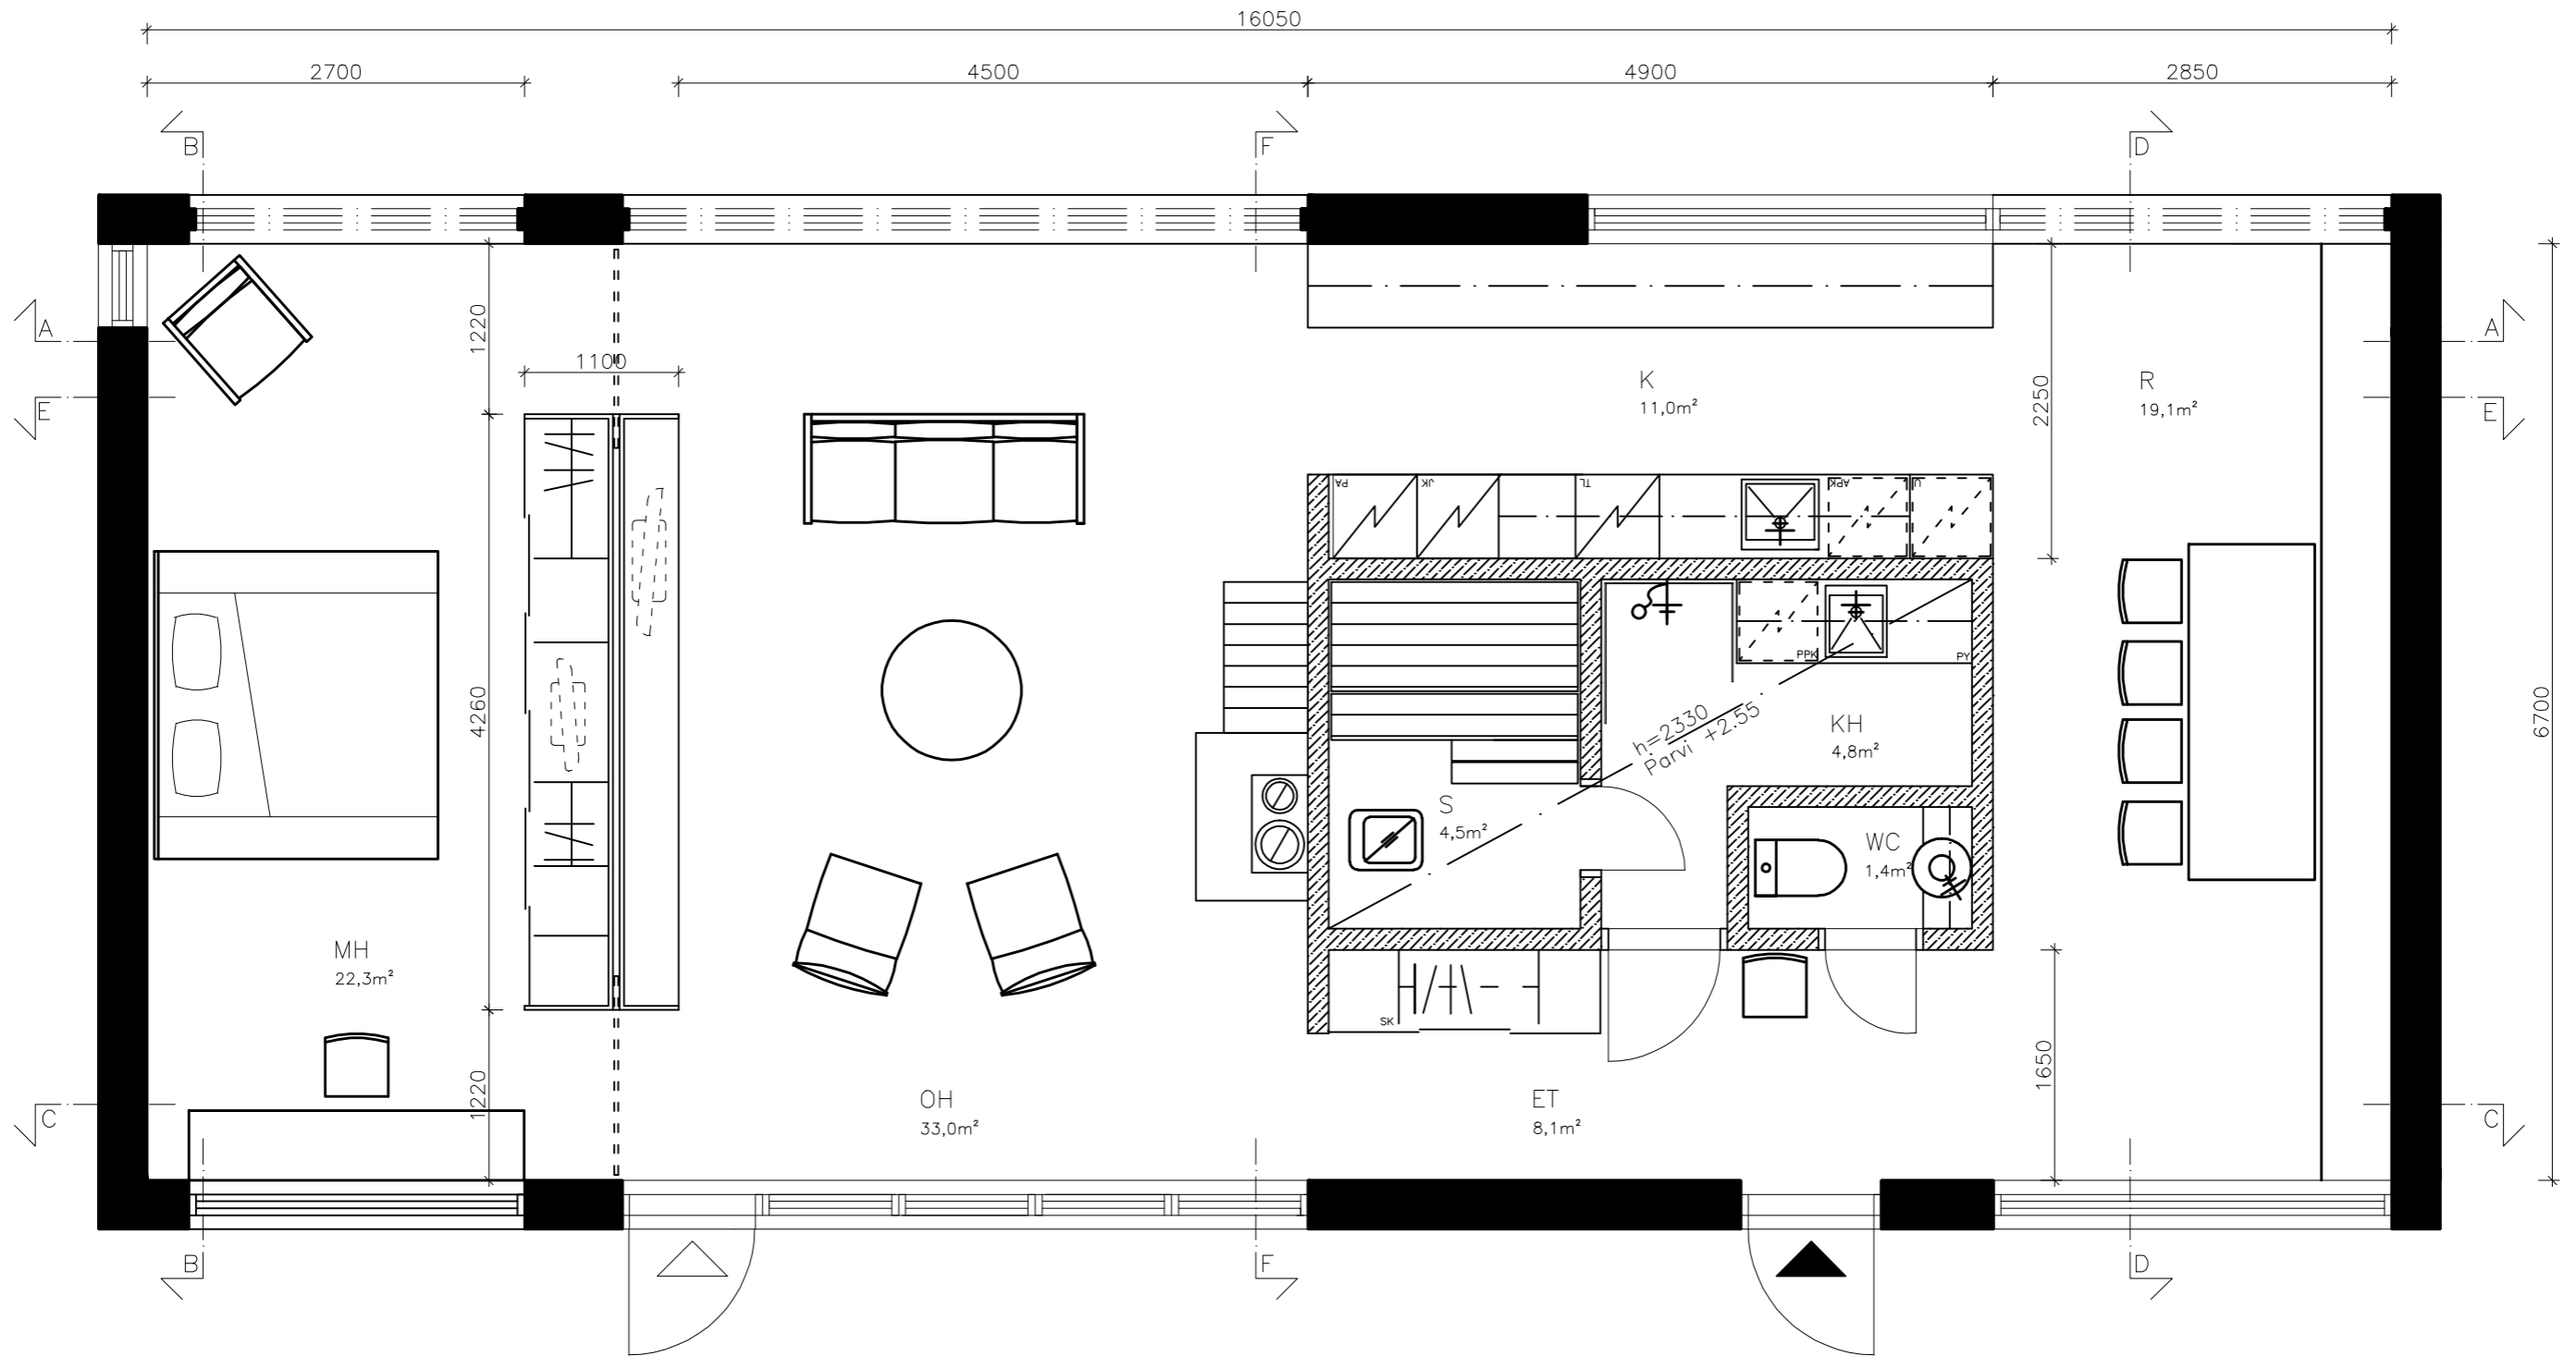 16050
2700
4500
4900
2850
B
F
D
A
A
E
E
1220
1100
K
11,0m²
2250
R
19,1m²
PA
JK
TL
APK
U
4260
6700
PPK
PY
h=2330
Parvi +2.55
KH
4,8m²
S
4,5m²
WC
1,4m²
MH
22,3m²
SK
1220
OH
33,0m²
ET
8,1m²
1650
C
C
B
F
D